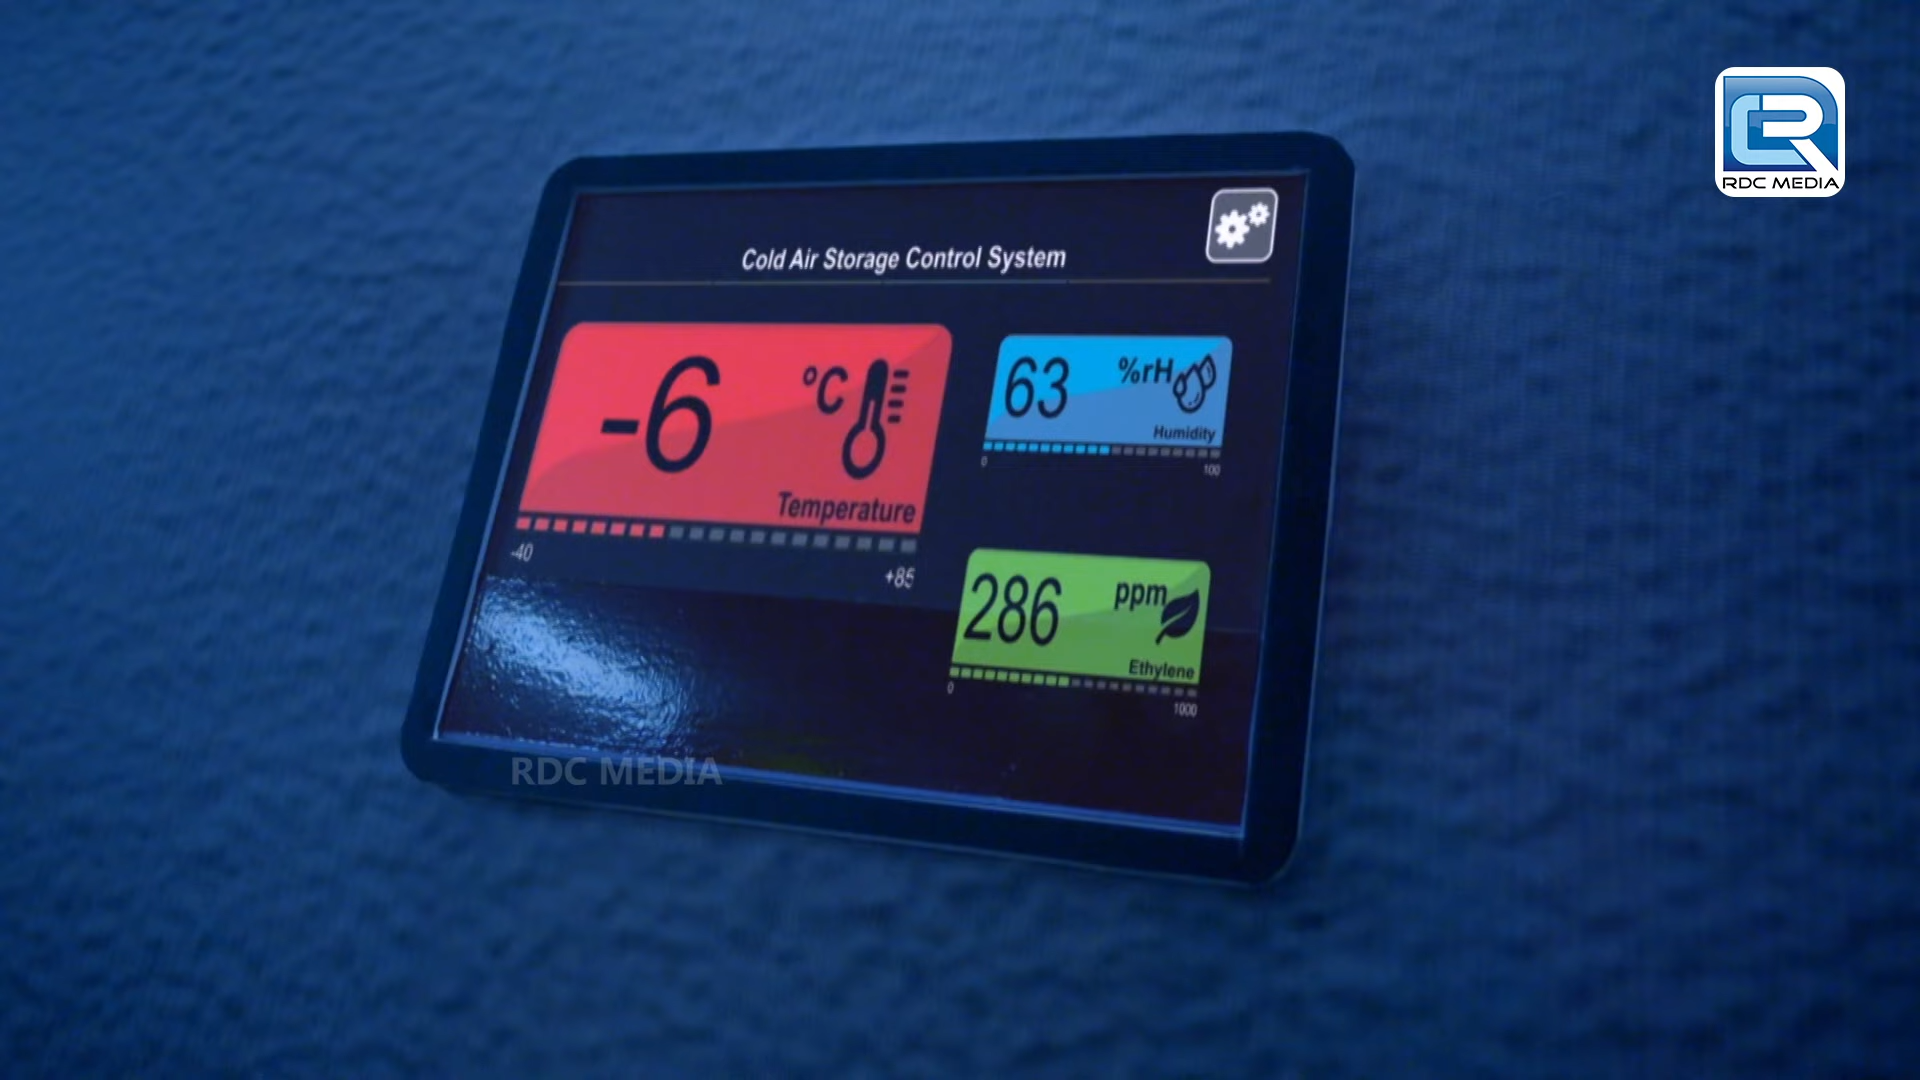 RDC MEDIA
Cold Air Storage Control System
-6 °C
Temperature
-40 +85
63 %rH
Humidity
0 100
286 ppm
Ethylene
0 1000
RDC MEDIA